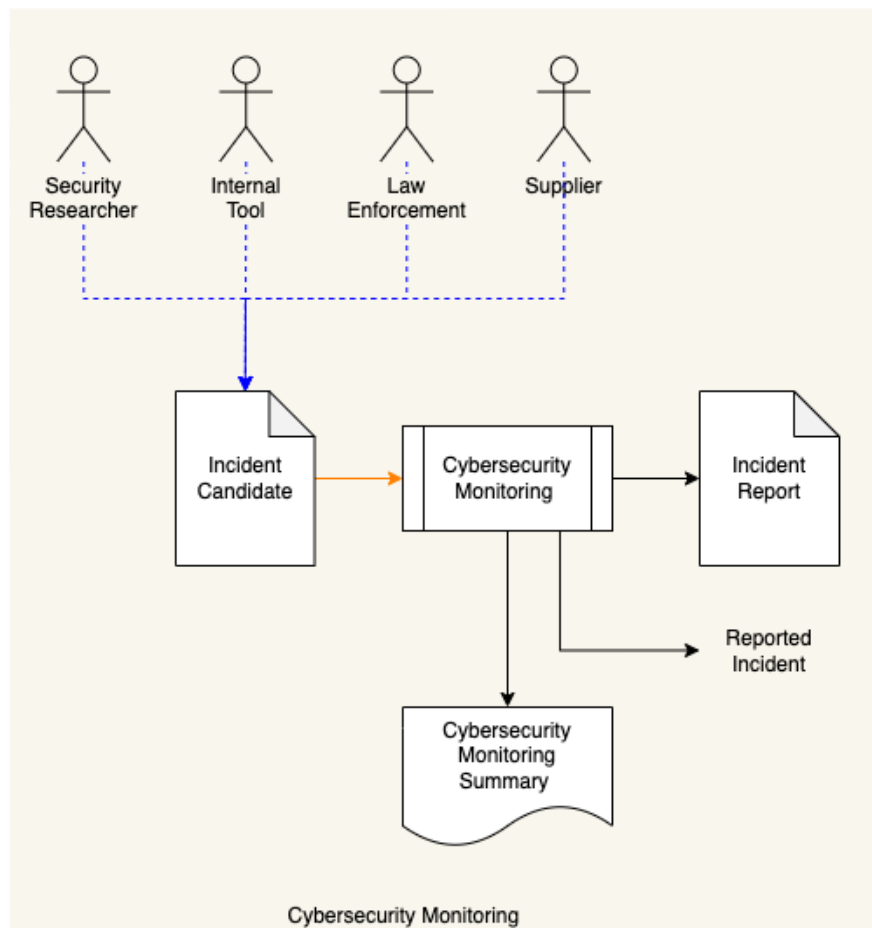 Security
Researcher
Internal
Tool
Law
Enforcement
Supplier
Incident
Candidate
Cybersecurity
Monitoring
Incident
Report
Reported
Incident
Cybersecurity
Monitoring
Summary
Cybersecurity Monitoring